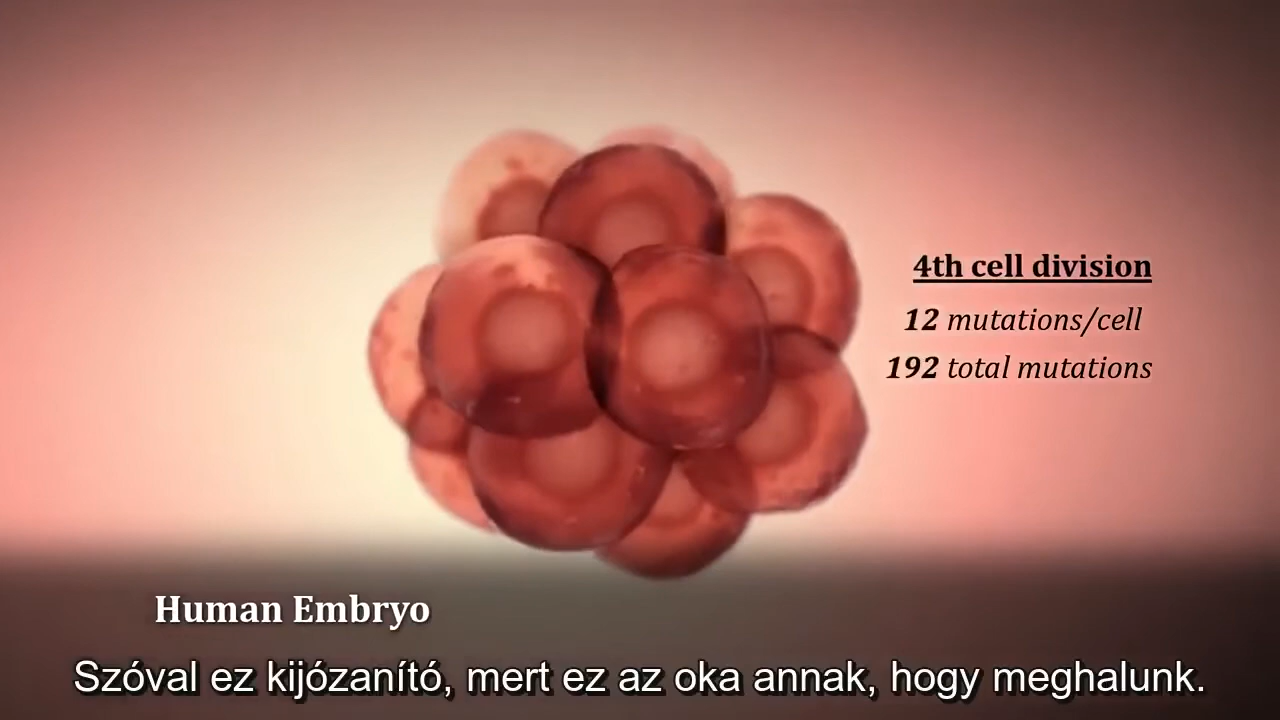 4th cell division
12 mutations/cell
192 total mutations
Human Embryo
Szóval ez kijózanító, mert ez az oka annak, hogy meghalunk.